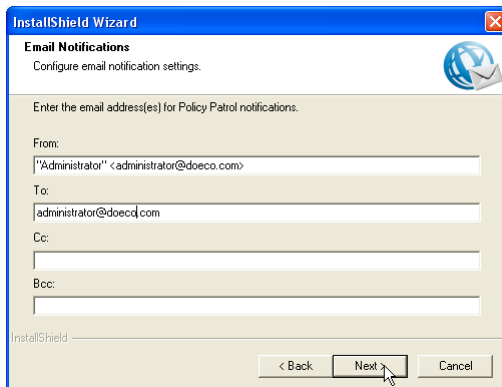 InstallShield Wizard
Email Notifications
Configure email notification settings.
Enter the email address(es) for Policy Patrol notifications.
From:
"Administrator" <administrator@doeco.com>
To:
administrator@doeco.com
Cc:
Bcc:
InstallShield
< Back Next > Cancel